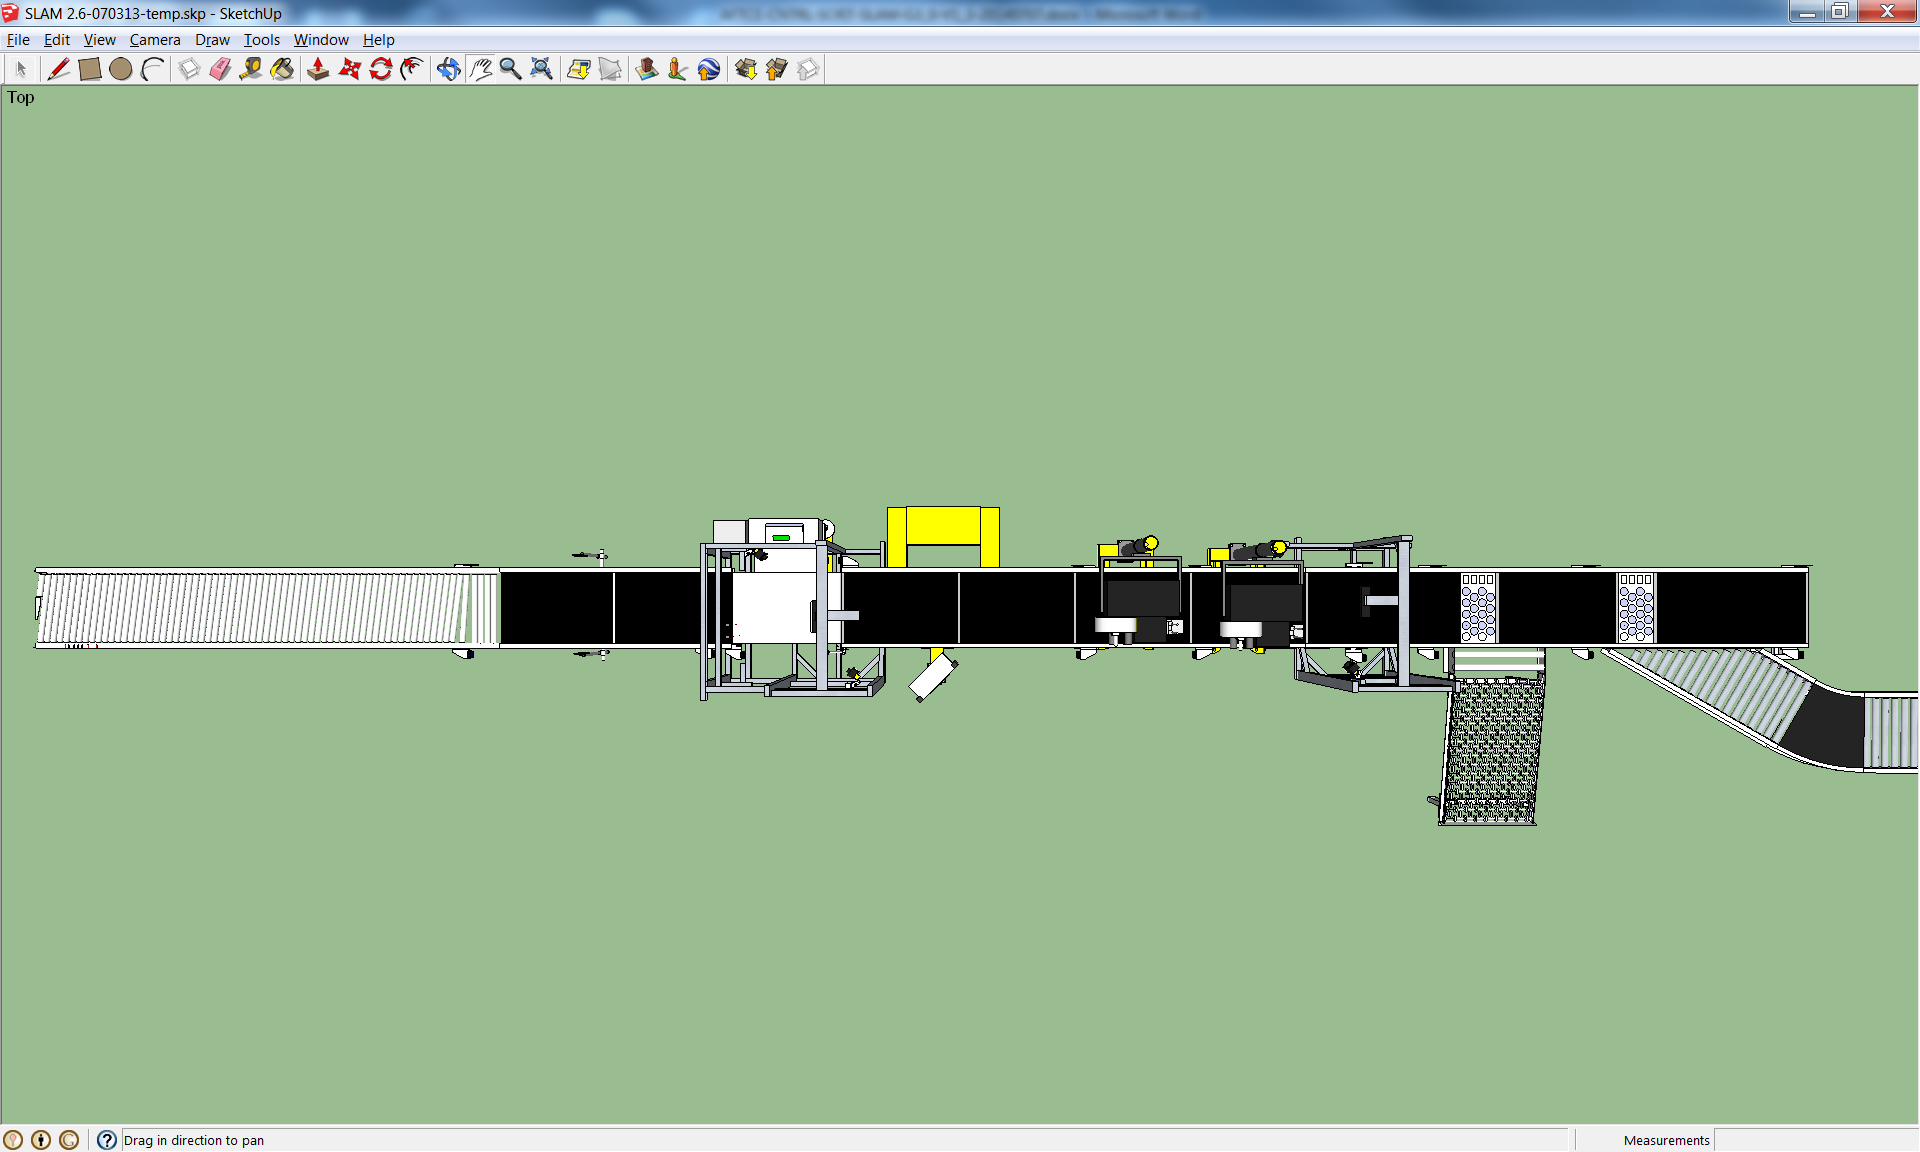 SLAM 2.6-070313-temp.skp - SketchUp
File Edit View Camera Draw Tools Window Help
Top
Drag in direction to pan
Measurements